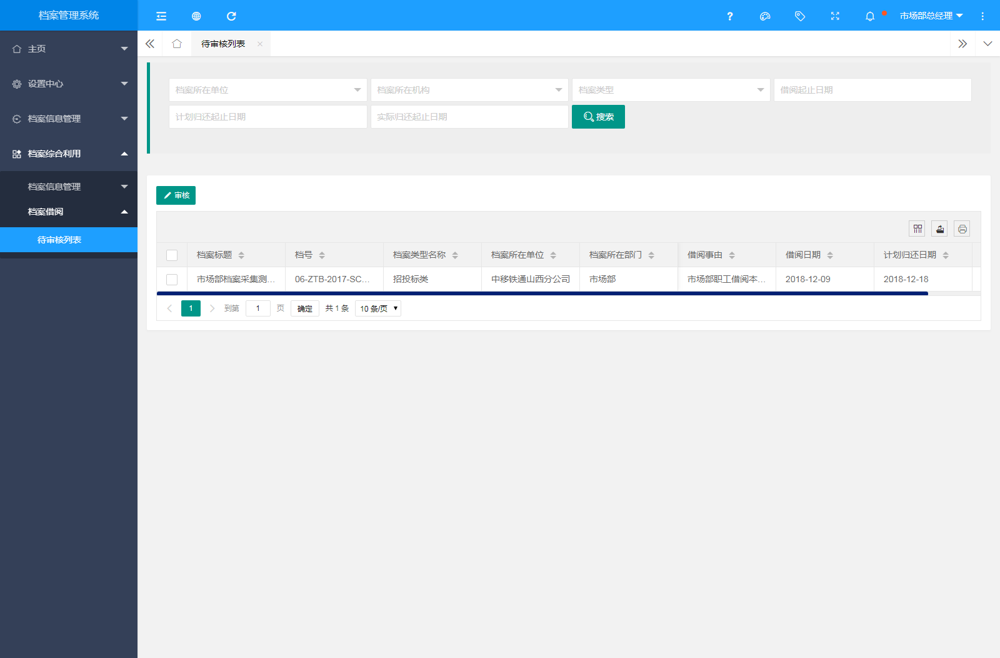 档案管理系统
?
市场部总经理
主页
设置中心
档案信息管理
档案综合利用
档案信息管理
档案借阅
待审核列表
待审核列表
档案所在单位 档案所在机构 档案类型 借阅起止日期
计划归还起止日期 实际归还起止日期 搜索
审核
档案标题 档号 档案类型名称 档案所在单位 档案所在部门 借阅事由 借阅日期 计划归还日期
市场部档案采集测... 06-ZTB-2017-SC... 招投标类 中移铁通山西分公司 市场部 市场部职工借阅本... 2018-12-09 2018-12-18
1 到第 1 页 确定 共 1 条 10 条/页